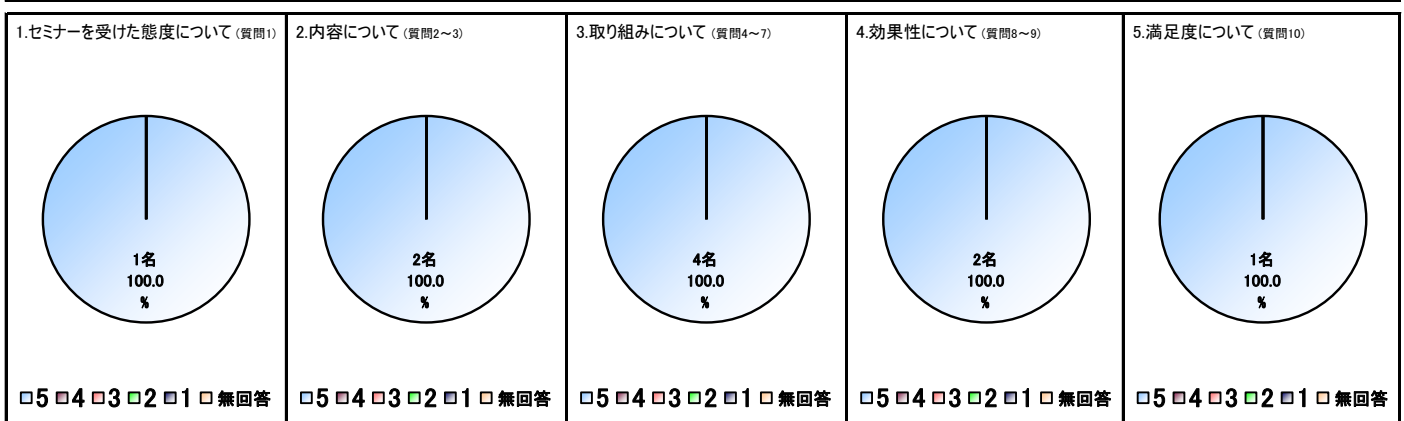 1.セミナーを受けた態度について (質問1)
1名
100.0
%
5 4 3 2 1 無回答
2.内容について (質問2～3)
2名
100.0
%
5 4 3 2 1 無回答
3.取り組みについて (質問4～7)
4名
100.0
%
5 4 3 2 1 無回答
4.効果性について (質問8～9)
2名
100.0
%
5 4 3 2 1 無回答
5.満足度について (質問10)
1名
100.0
%
5 4 3 2 1 無回答